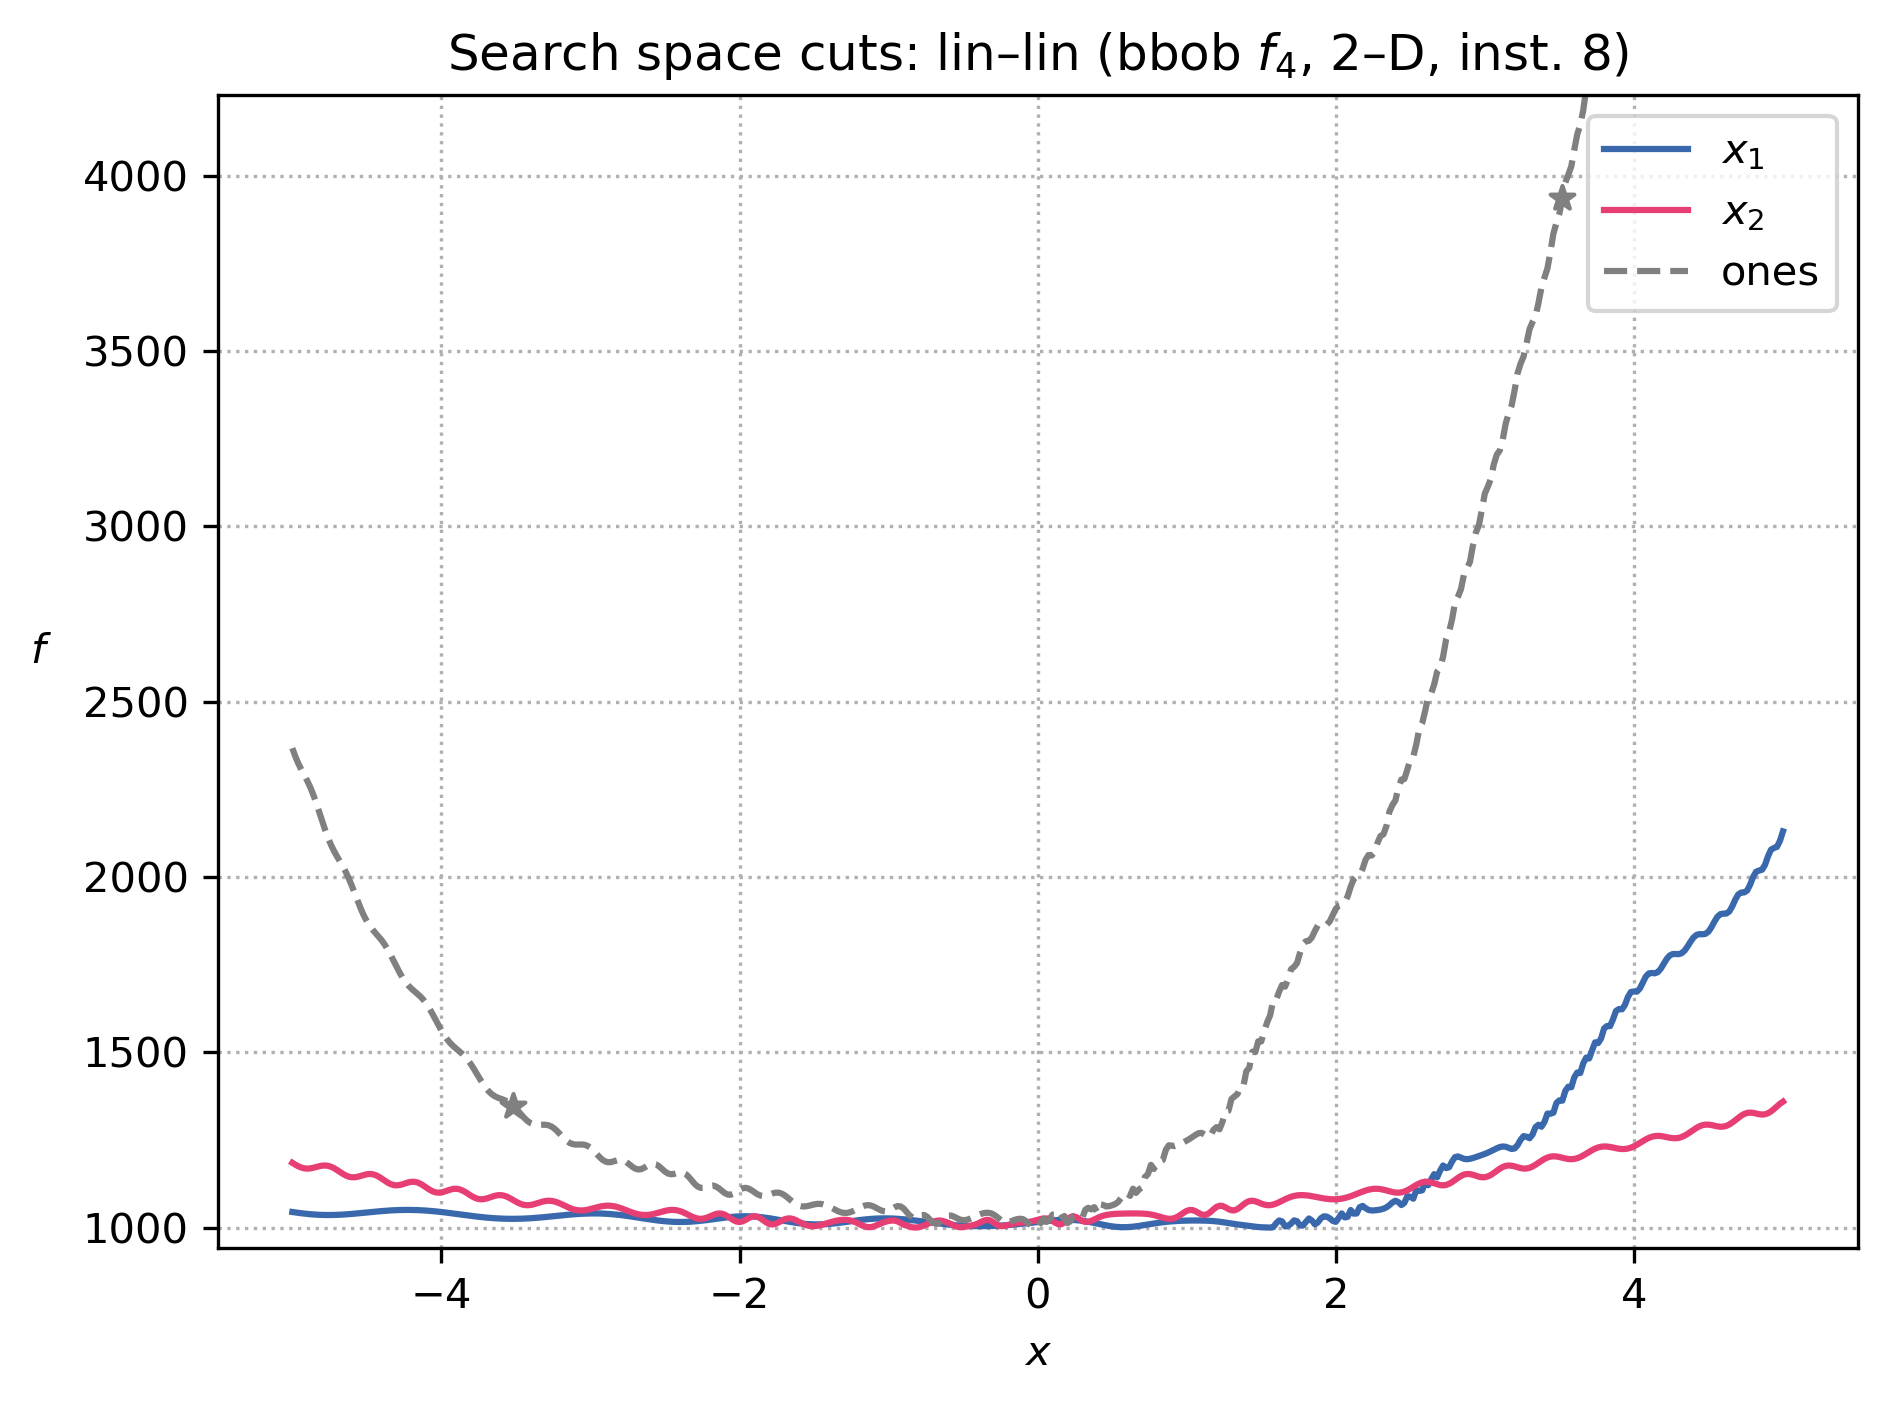 Search space cuts: lin–lin (bbob f₄, 2–D, inst. 8)
4000
3500
3000
2500
2000
1500
1000
f
x₁
x₂
ones
−4
−2
0
2
4
x